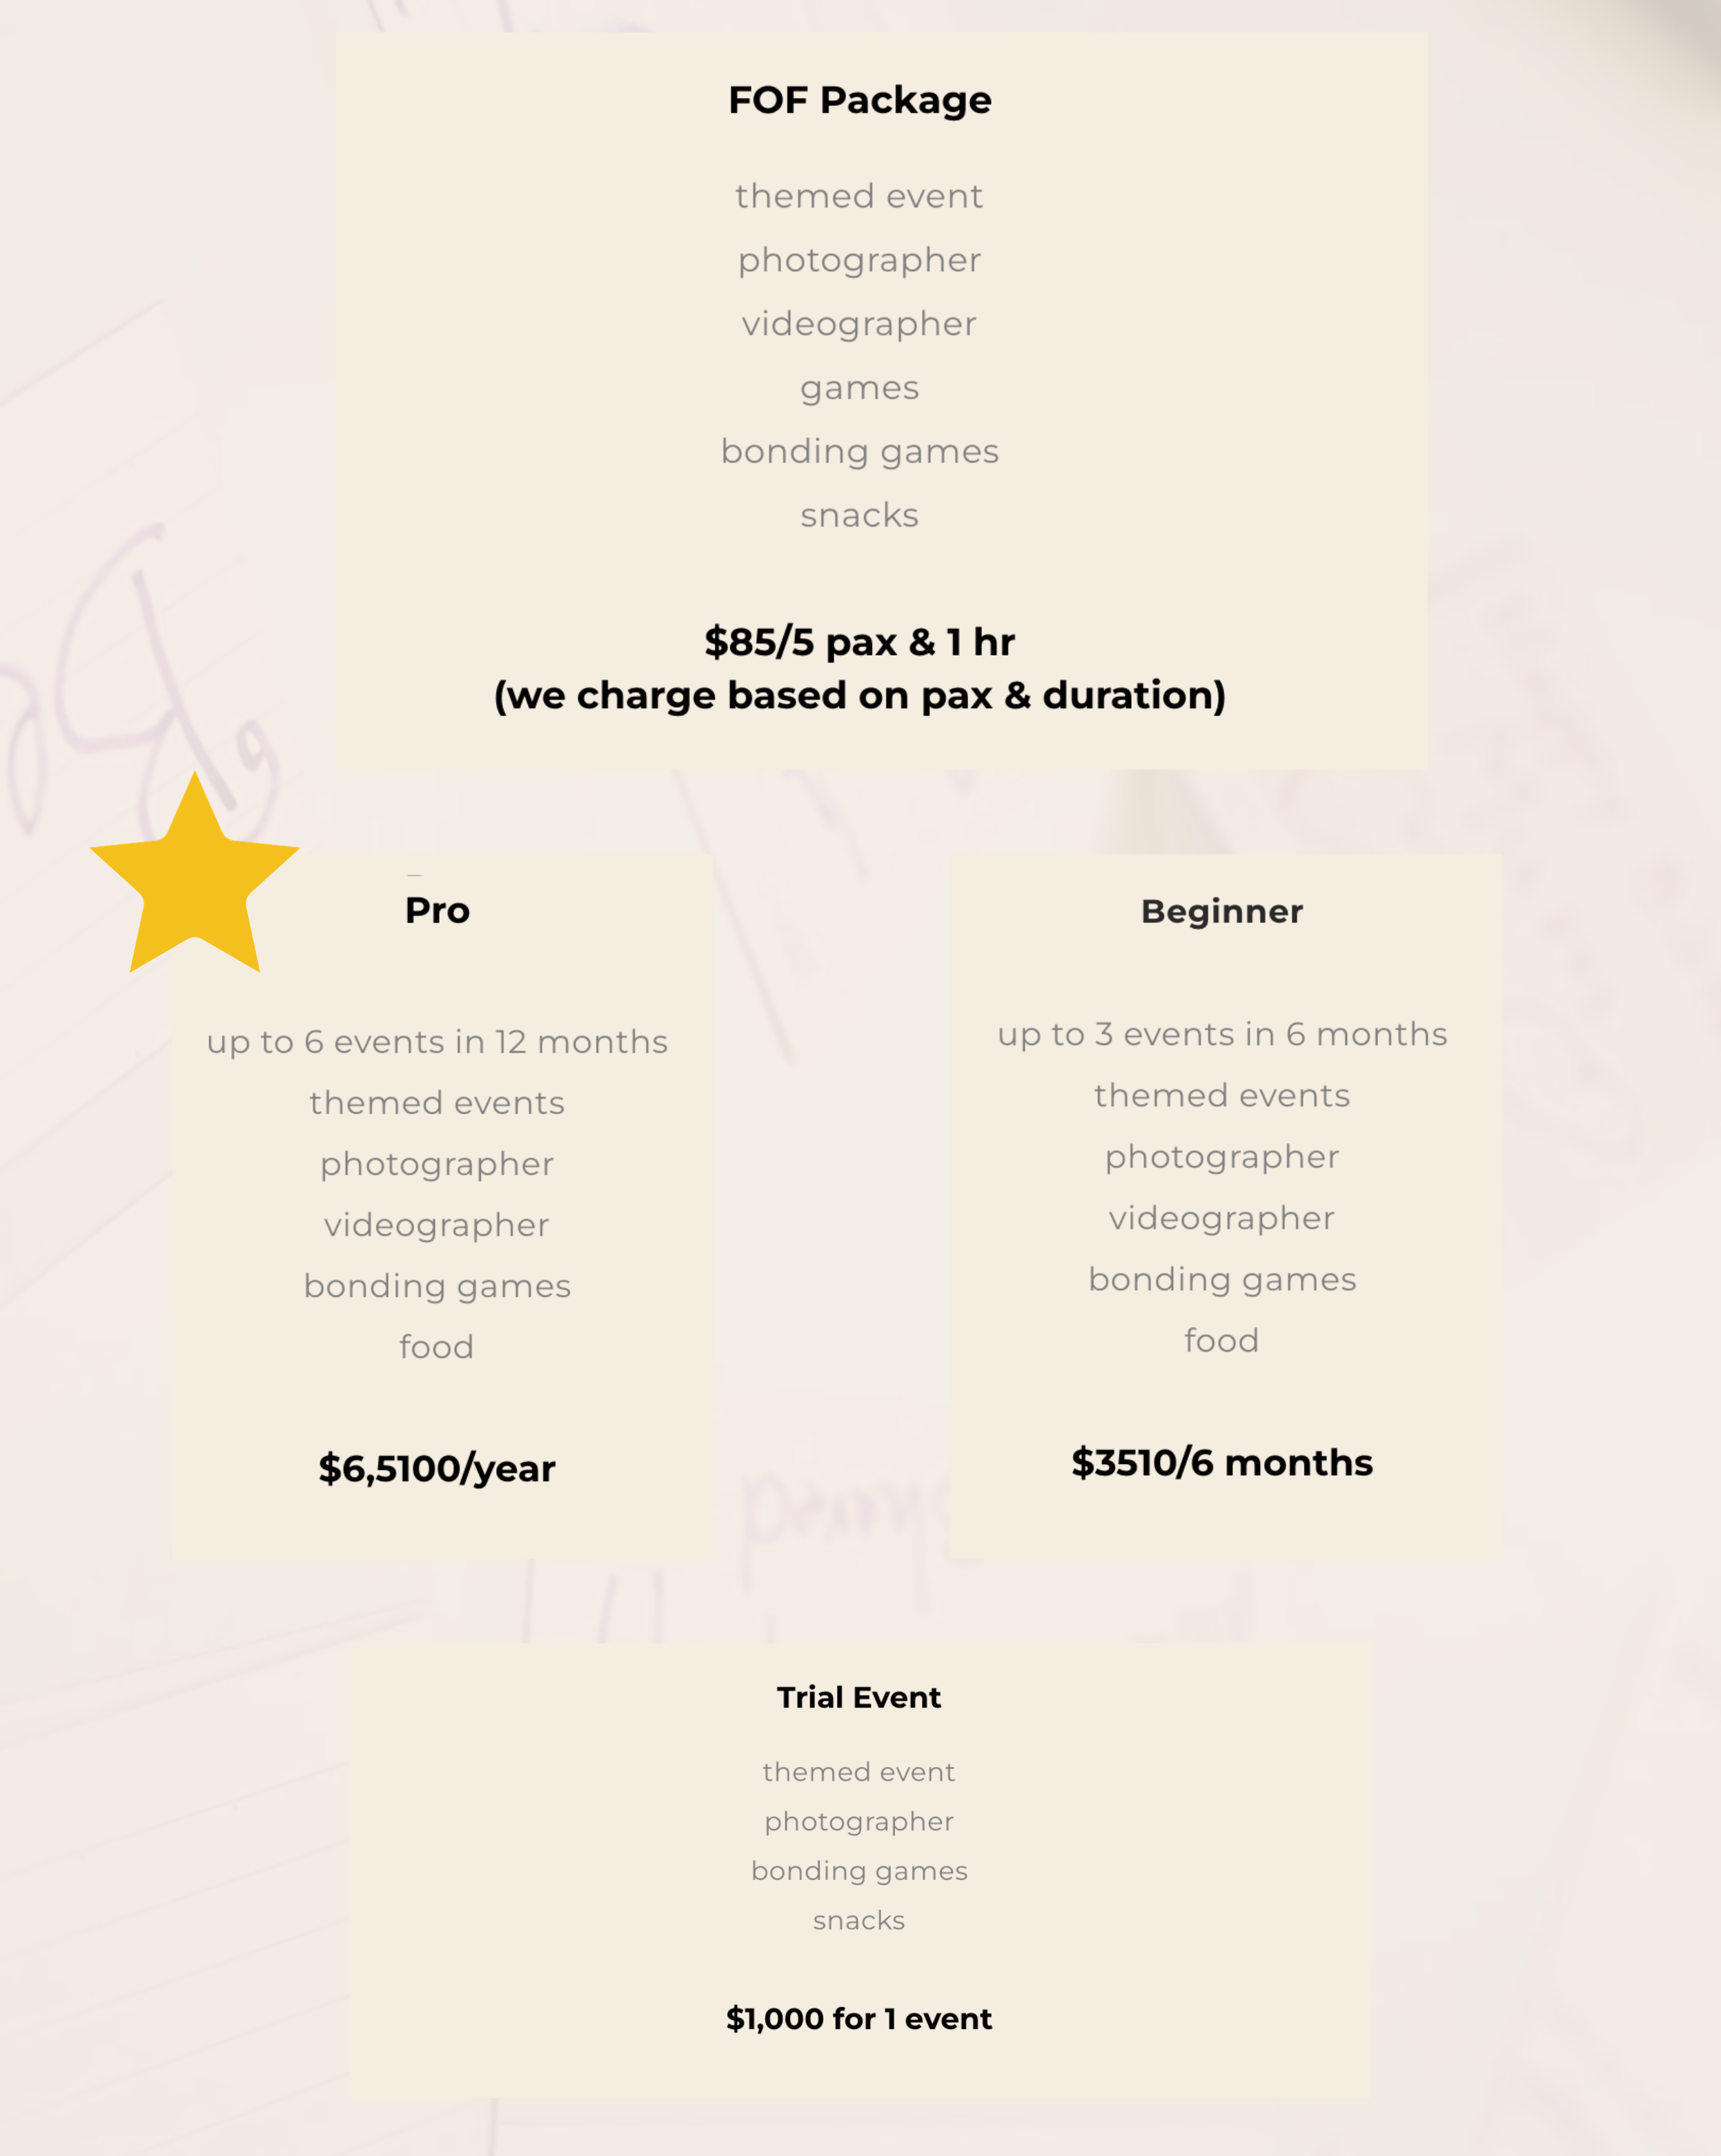 FOF Package
themed event
photographer
videographer
games
bonding games
snacks
$85/5 pax & 1 hr
(we charge based on pax & duration)
Pro
up to 6 events in 12 months
themed events
photographer
videographer
bonding games
food
$6,5100/year
Beginner
up to 3 events in 6 months
themed events
photographer
videographer
bonding games
food
$3510/6 months
Trial Event
themed event
photographer
bonding games
snacks
$1,000 for 1 event